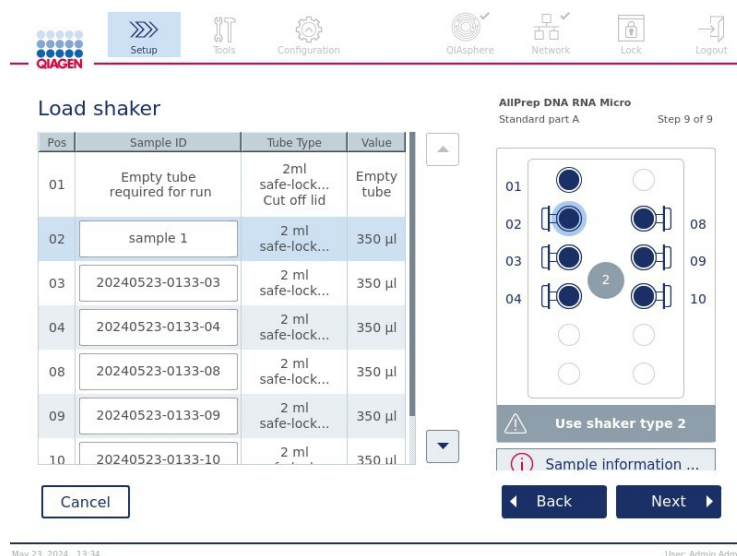 Setup
Tools
Configuration
QIAsphere
Network
Lock
Logout
QIAGEN
Load shaker
AllPrep DNA RNA Micro
Standard part A
Step 9 of 9
Pos Sample ID Tube Type Value
01 Empty tube required for run 2ml safe-lock... Cut off lid Empty tube
02 sample 1 2 ml safe-lock... 350 µl
03 20240523-0133-03 2 ml safe-lock... 350 µl
04 20240523-0133-04 2 ml safe-lock... 350 µl
08 20240523-0133-08 2 ml safe-lock... 350 µl
09 20240523-0133-09 2 ml safe-lock... 350 µl
10 20240523-0133-10 2 ml 350 µl
01
02 08
03 09
2
04 10
Use shaker type 2
Sample information ...
Cancel
Back
Next
May 23, 2024 13:34
User: Admin Adm